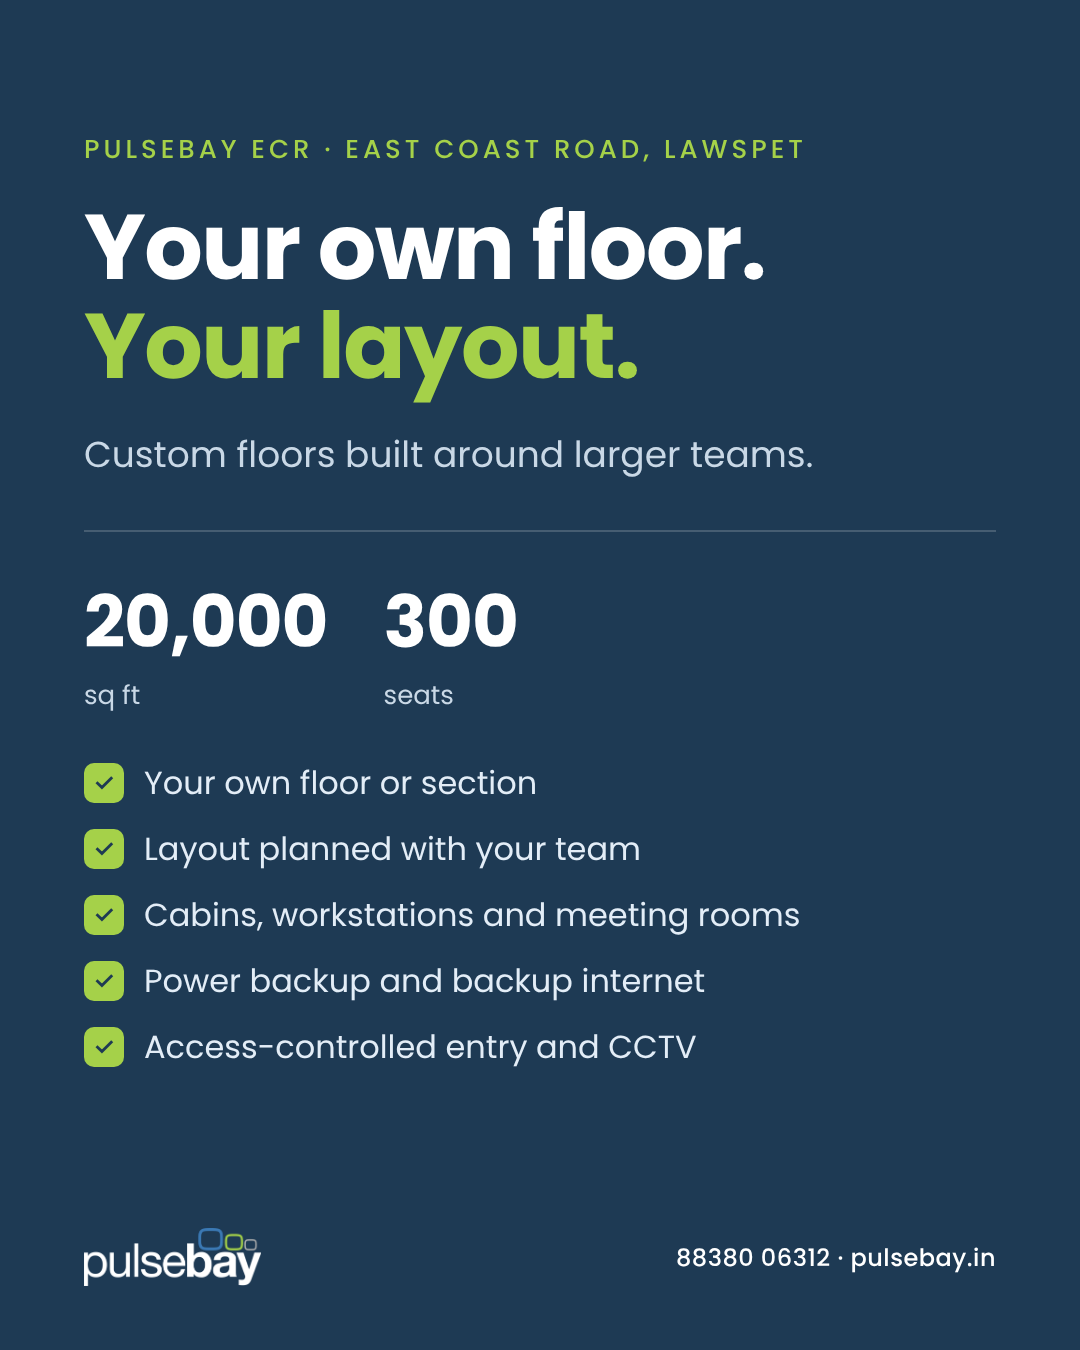 PULSEBAY ECR · EAST COAST ROAD, LAWSPET
Your own floor.
Your layout.
Custom floors built around larger teams.
20,000 300
sq ft seats
Your own floor or section
Layout planned with your team
Cabins, workstations and meeting rooms
Power backup and backup internet
Access-controlled entry and CCTV
pulsebay
88380 06312 · pulsebay.in